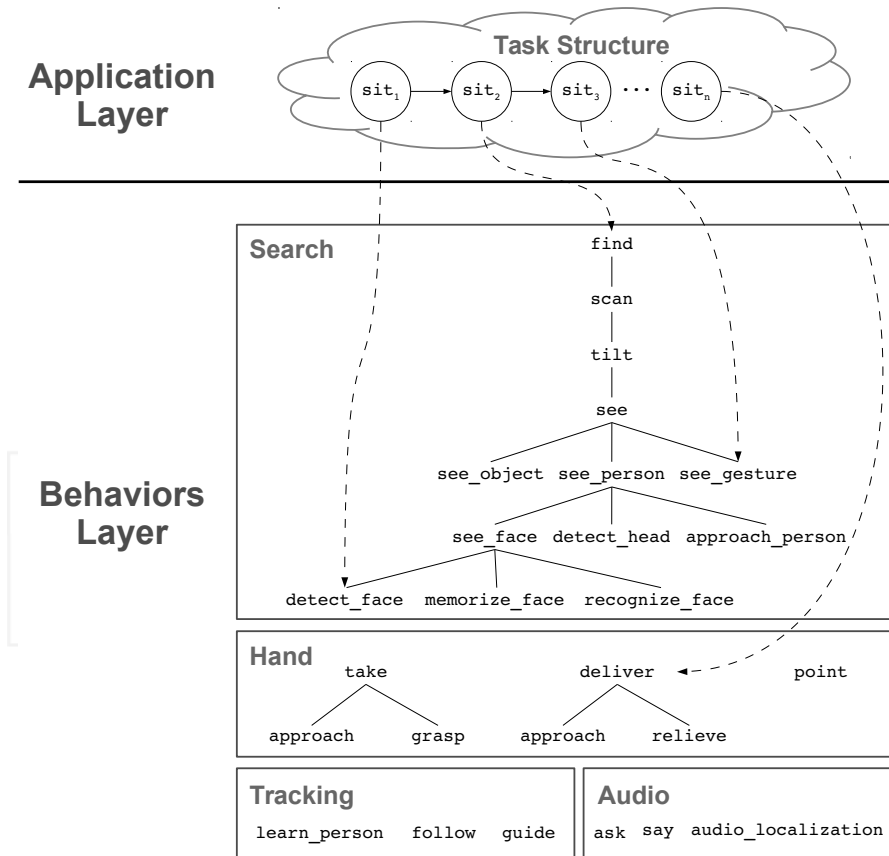 Task Structure
Application
Layer
sit1 sit2 sit3 ... sitn
Search
find
scan
tilt
see
see_object see_person see_gesture
Behaviors
Layer
see_face detect_head approach_person
detect_face memorize_face recognize_face
Hand
take deliver point
approach grasp approach relieve
Tracking
learn_person follow guide
Audio
ask say audio_localization